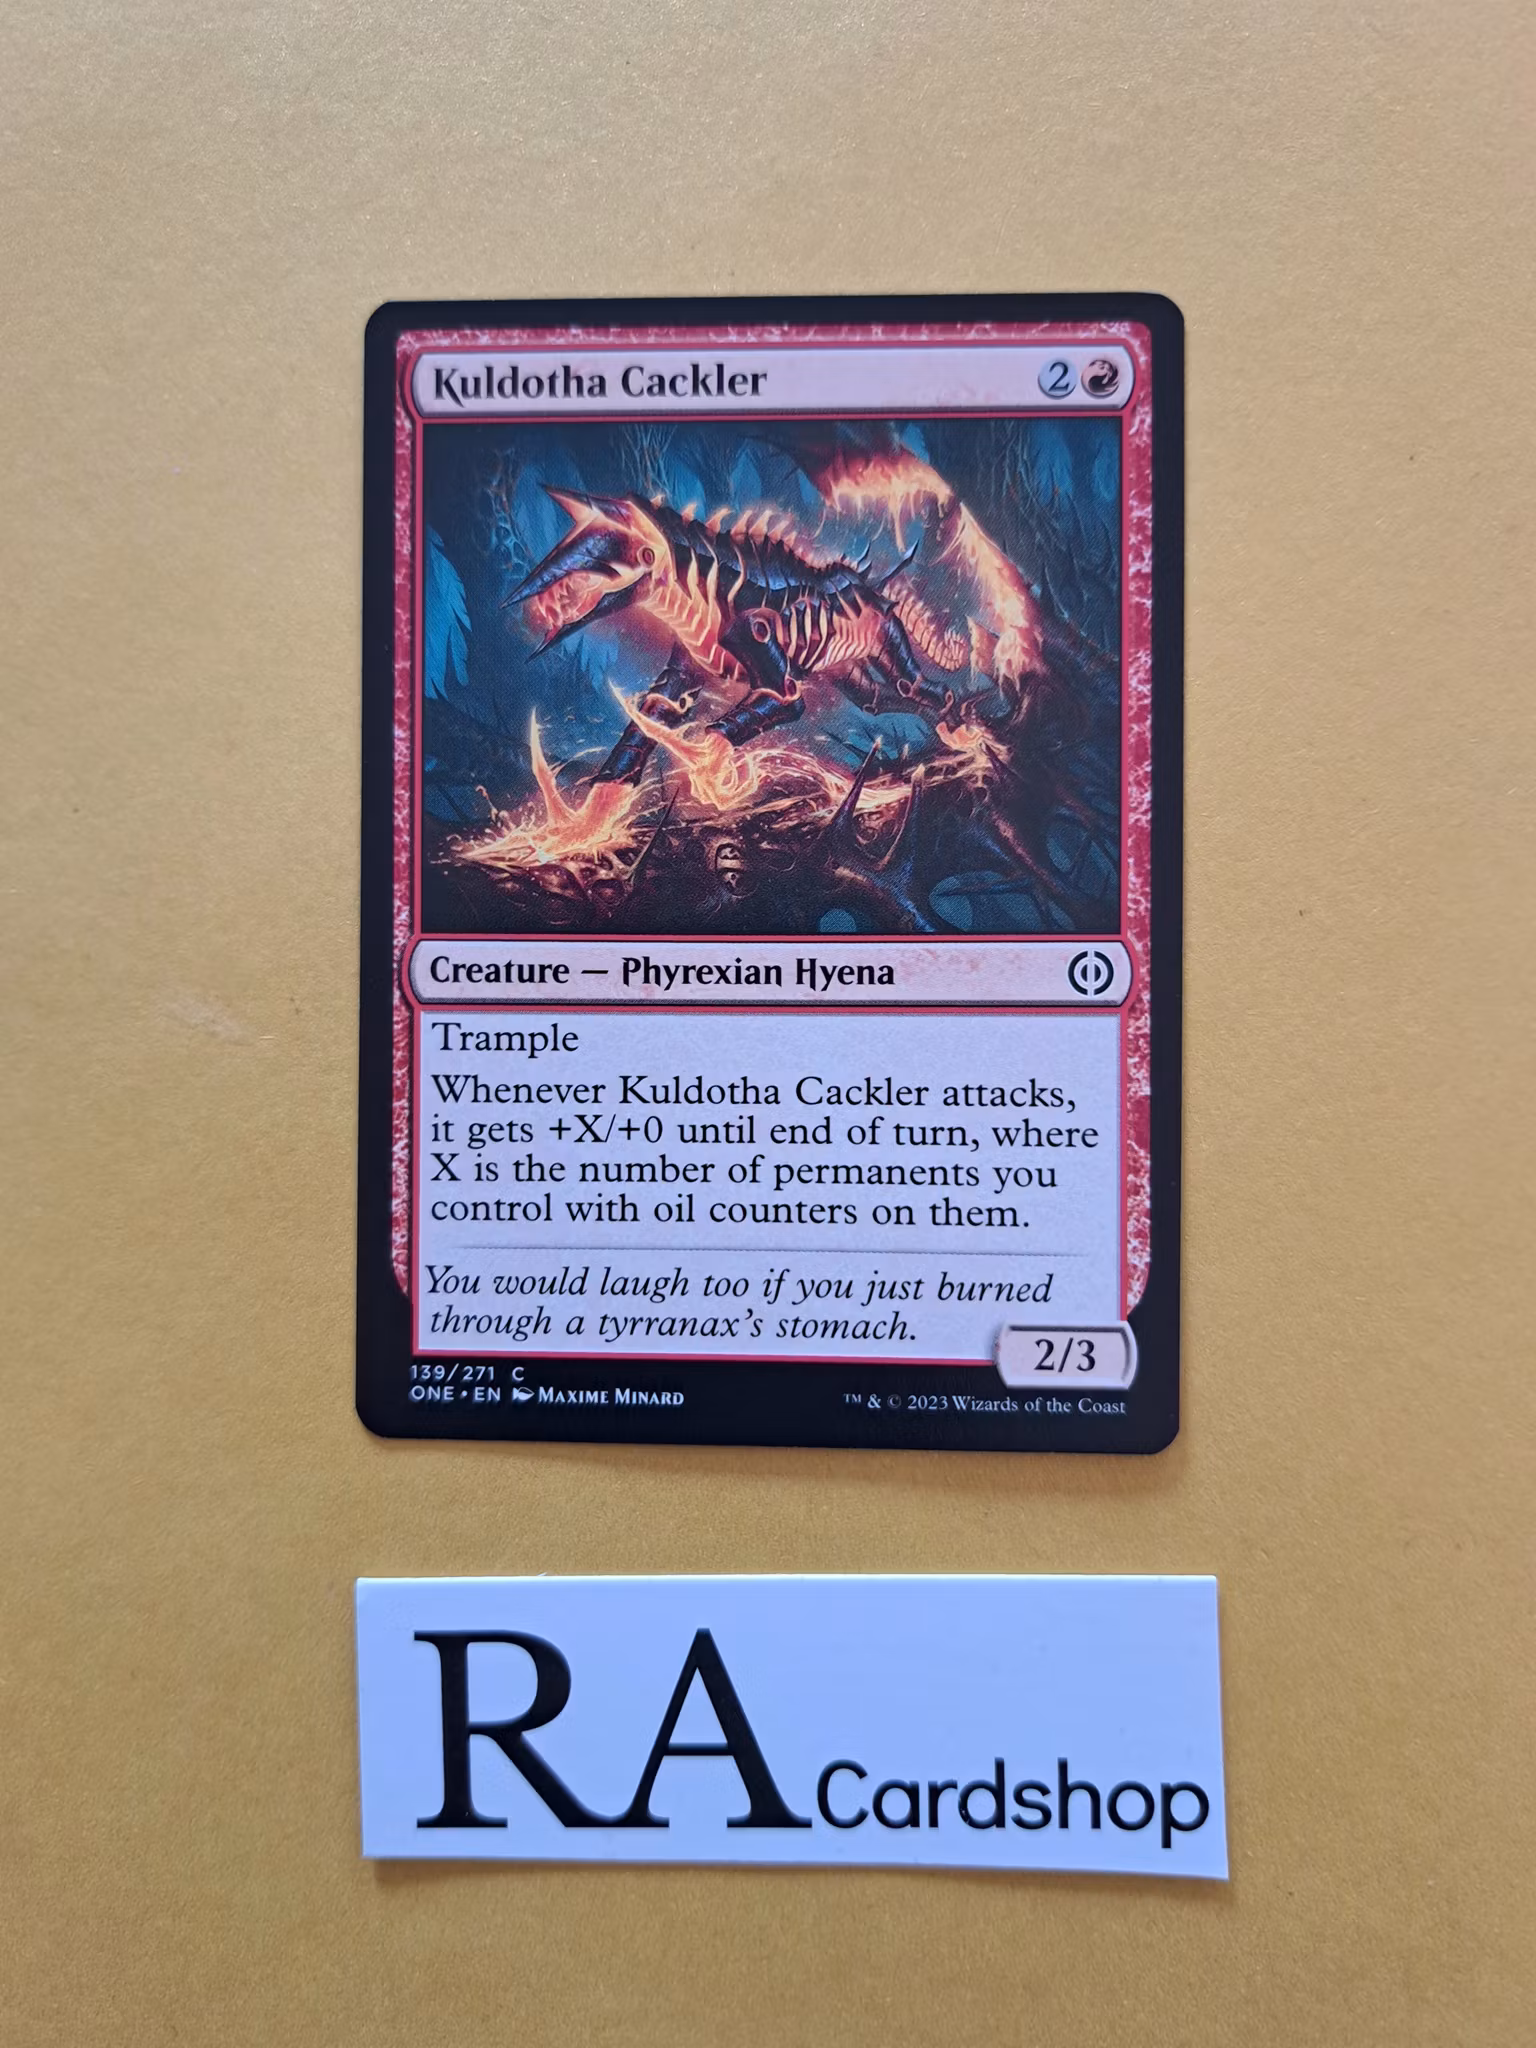 Kuldotha Cackler 2
Creature — Phyrexian Hyena
Trample
Whenever Kuldotha Cackler attacks,
it gets +X/+0 until end of turn, where
X is the number of permanents you
control with oil counters on them.
You would laugh too if you just burned
through a tyrranax's stomach.
2/3
139/271 C
ONE • EN MAXIME MINARD
™ & © 2023 Wizards of the Coast
RA Cardshop